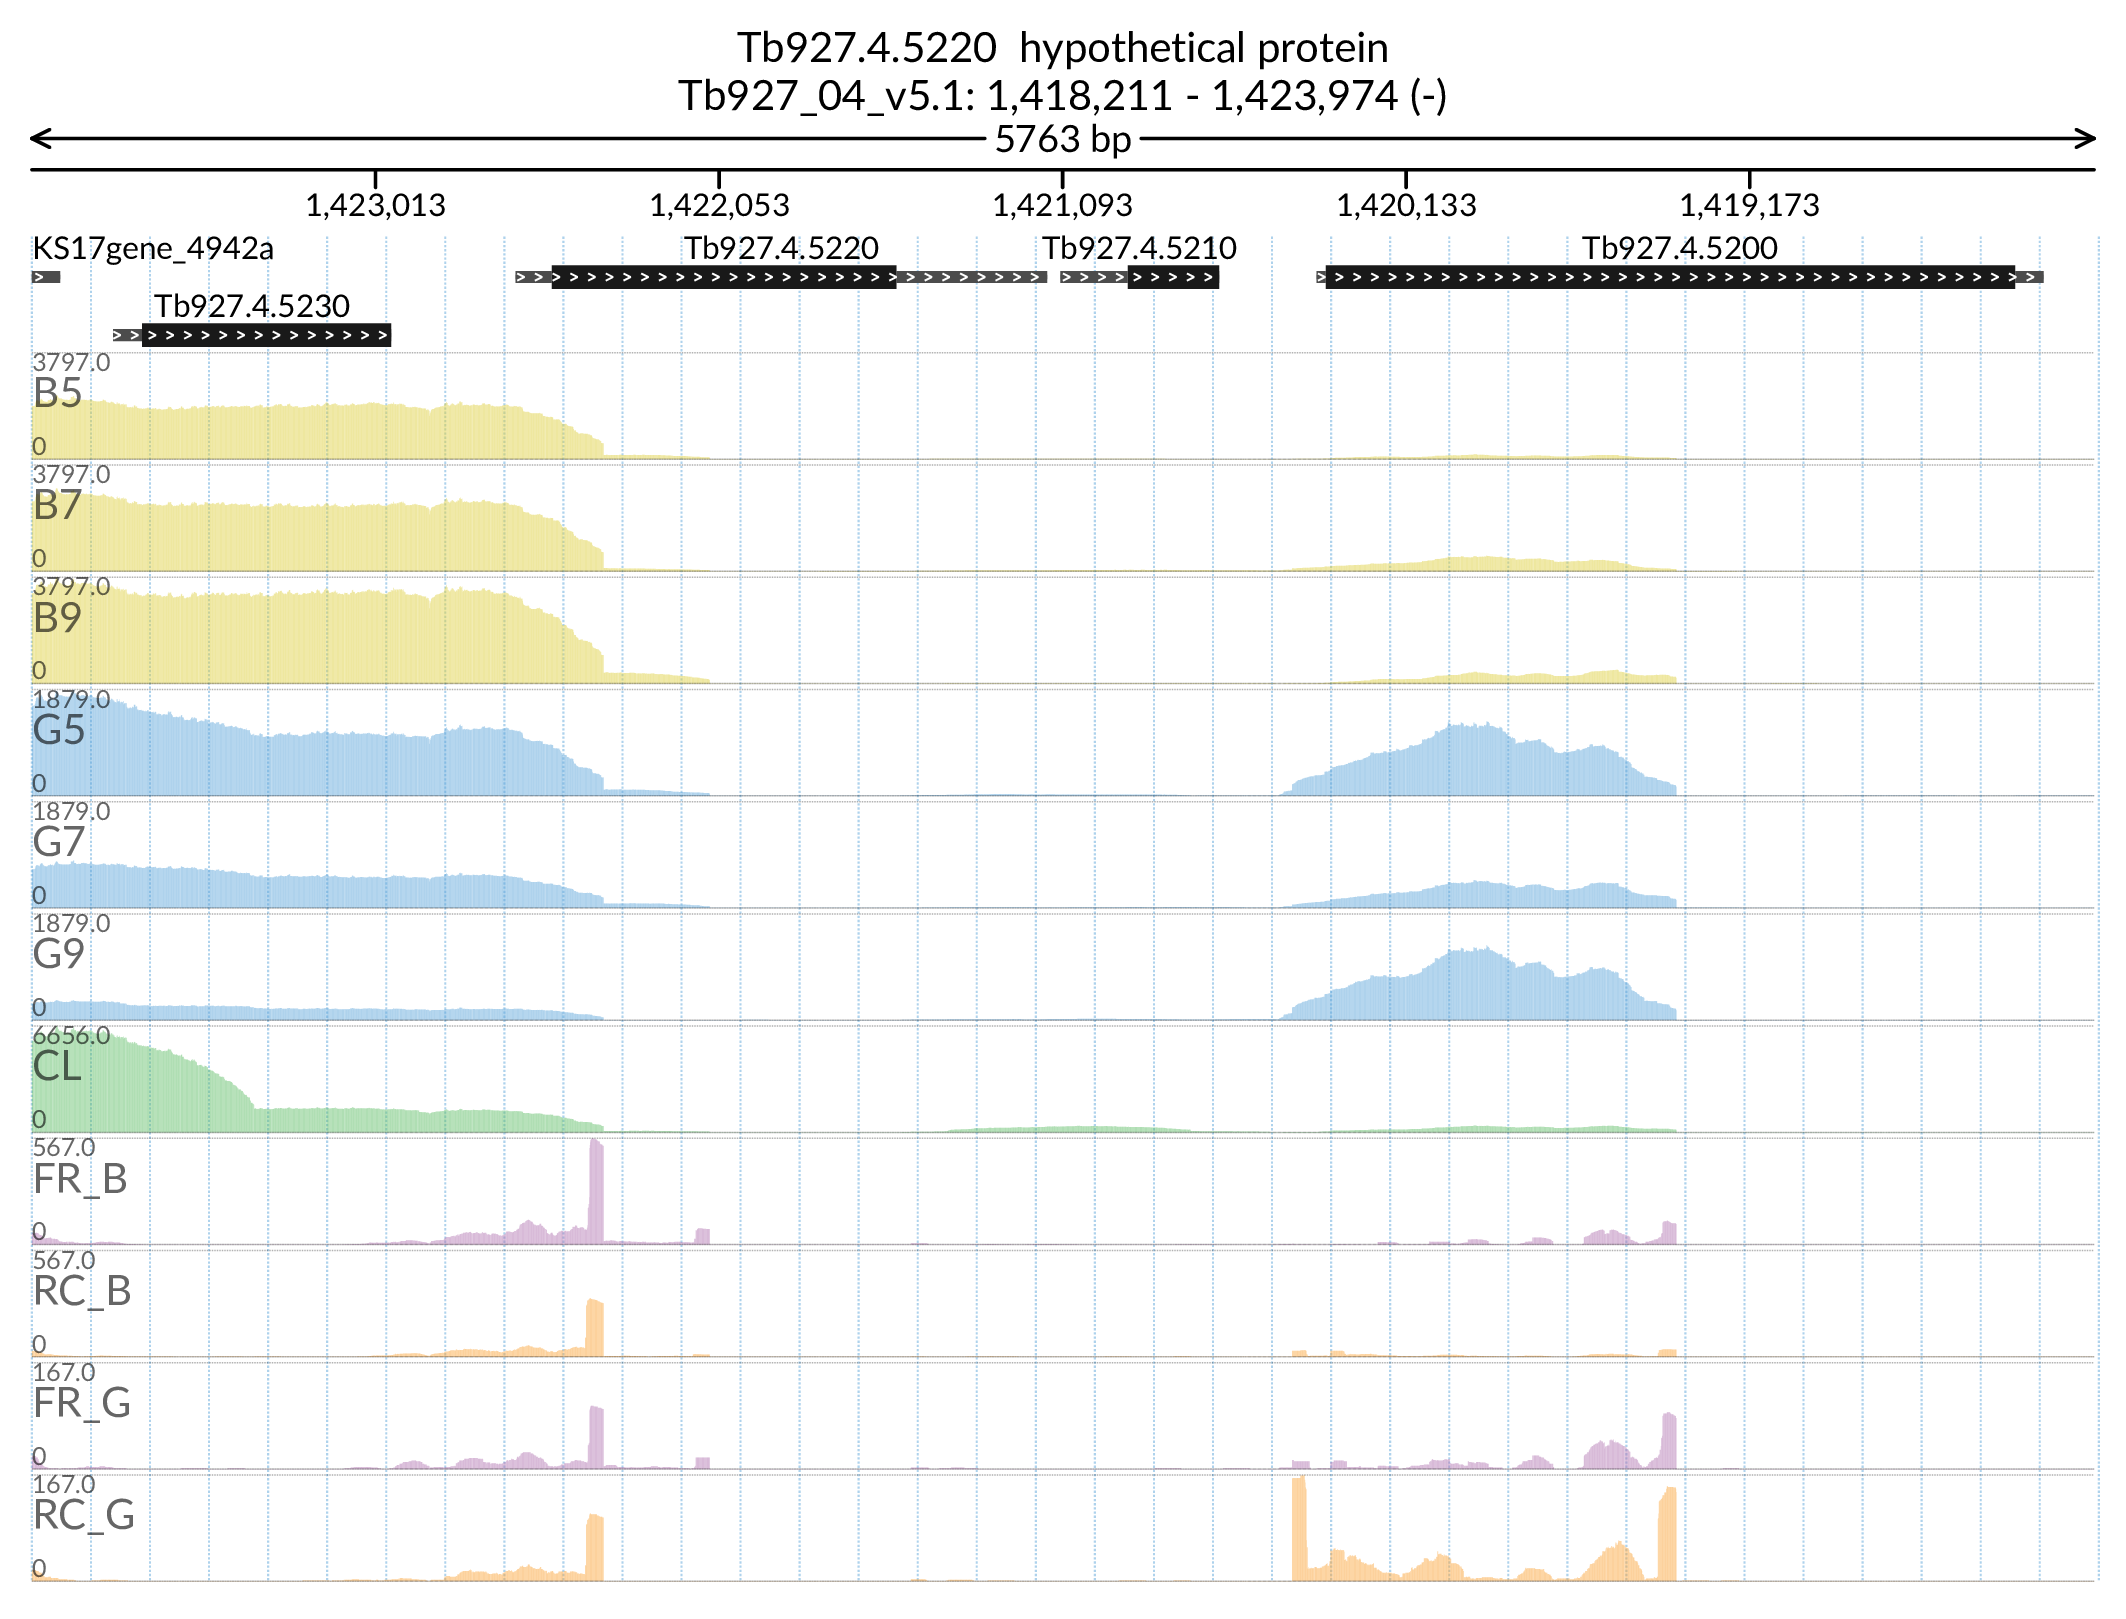 Tb927.4.5220  hypothetical protein
Tb927_04_v5.1: 1,418,211 - 1,423,974 (-)
5763 bp
1,423,013 1,422,053 1,421,093 1,420,133 1,419,173
KS17gene_4942a Tb927.4.5220 Tb927.4.5210 Tb927.4.5200
Tb927.4.5230
3797.0
B5
0
3797.0
B7
0
3797.0
B9
0
1879.0
G5
0
1879.0
G7
0
1879.0
G9
0
6656.0
CL
0
567.0
FR_B
0
567.0
RC_B
0
167.0
FR_G
0
167.0
RC_G
0